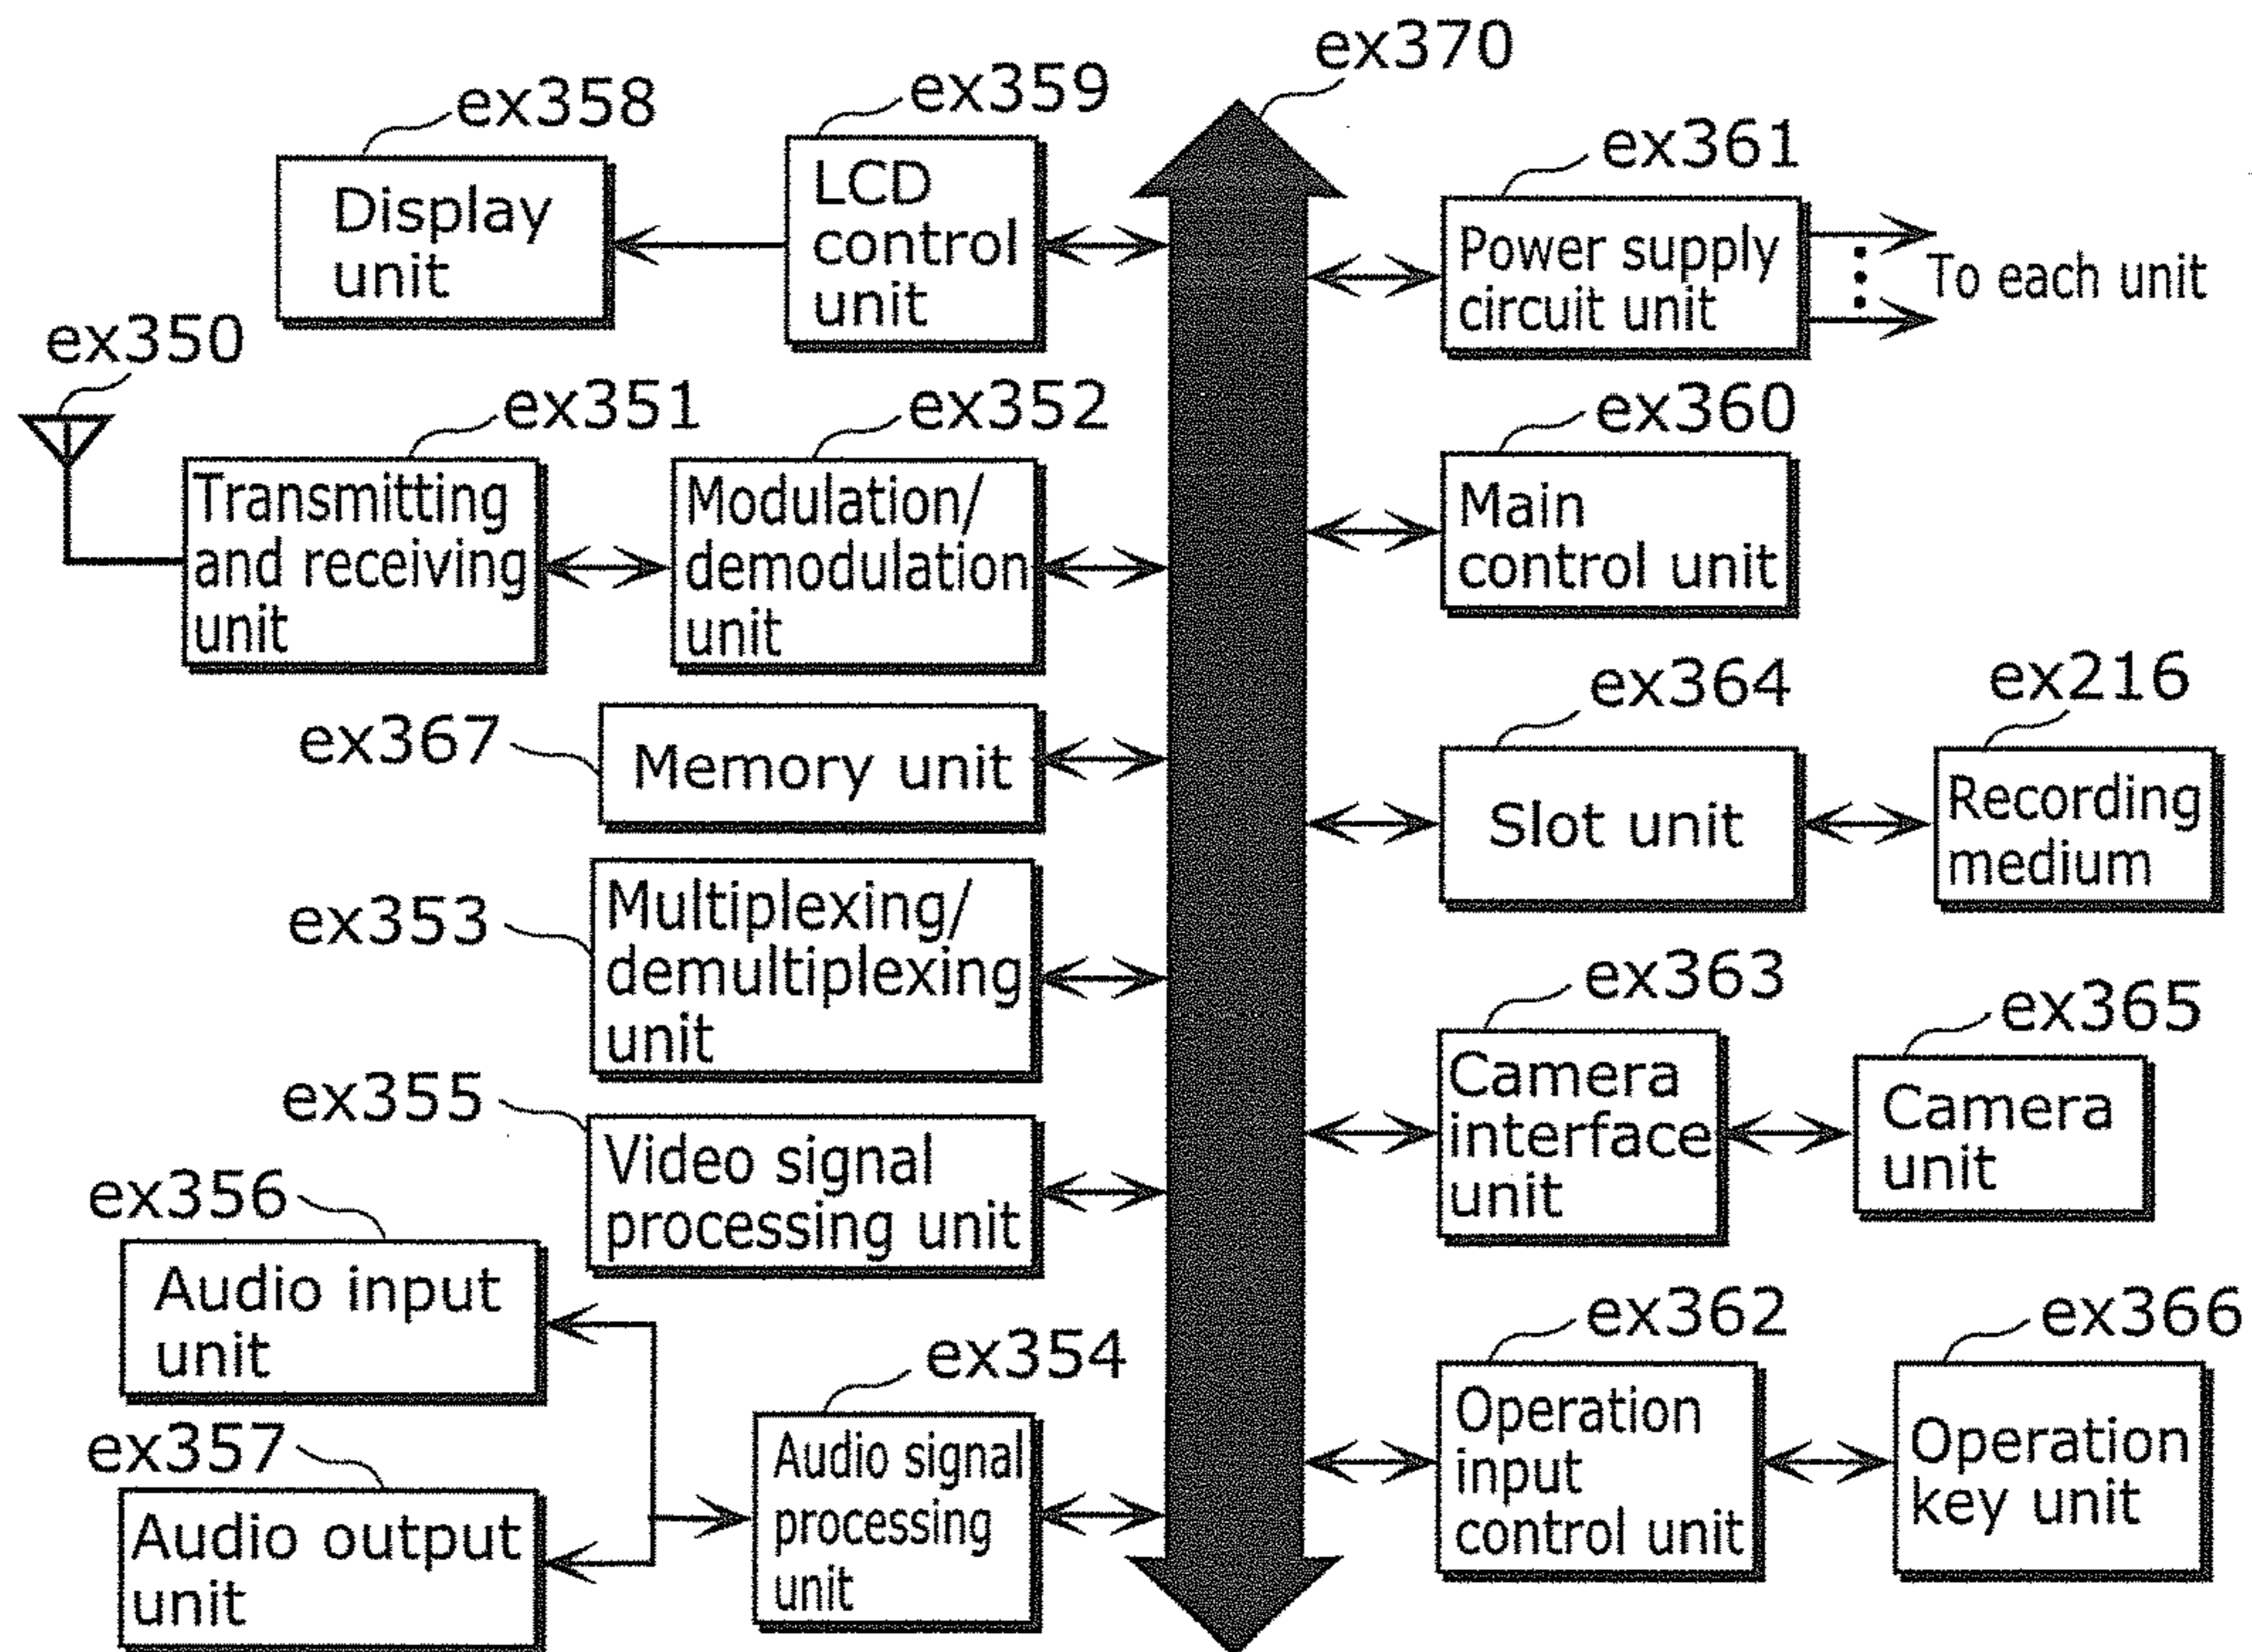 ex370
ex358
ex359
ex361
Display
unit
LCD
control
unit
Power supply
circuit unit
To each unit
ex350
ex351
ex352
ex360
Transmitting
and receiving
unit
Modulation/
demodulation
unit
Main
control unit
ex367
Memory unit
ex364
ex216
Slot unit
Recording
medium
ex353
Multiplexing/
demultiplexing
unit
ex363
ex365
Camera
interface
unit
Camera
unit
ex355
Video signal
processing unit
ex356
Audio input
unit
ex354
ex357
Audio output
unit
Audio signal
processing
unit
ex362
ex366
Operation
input
control unit
Operation
key unit